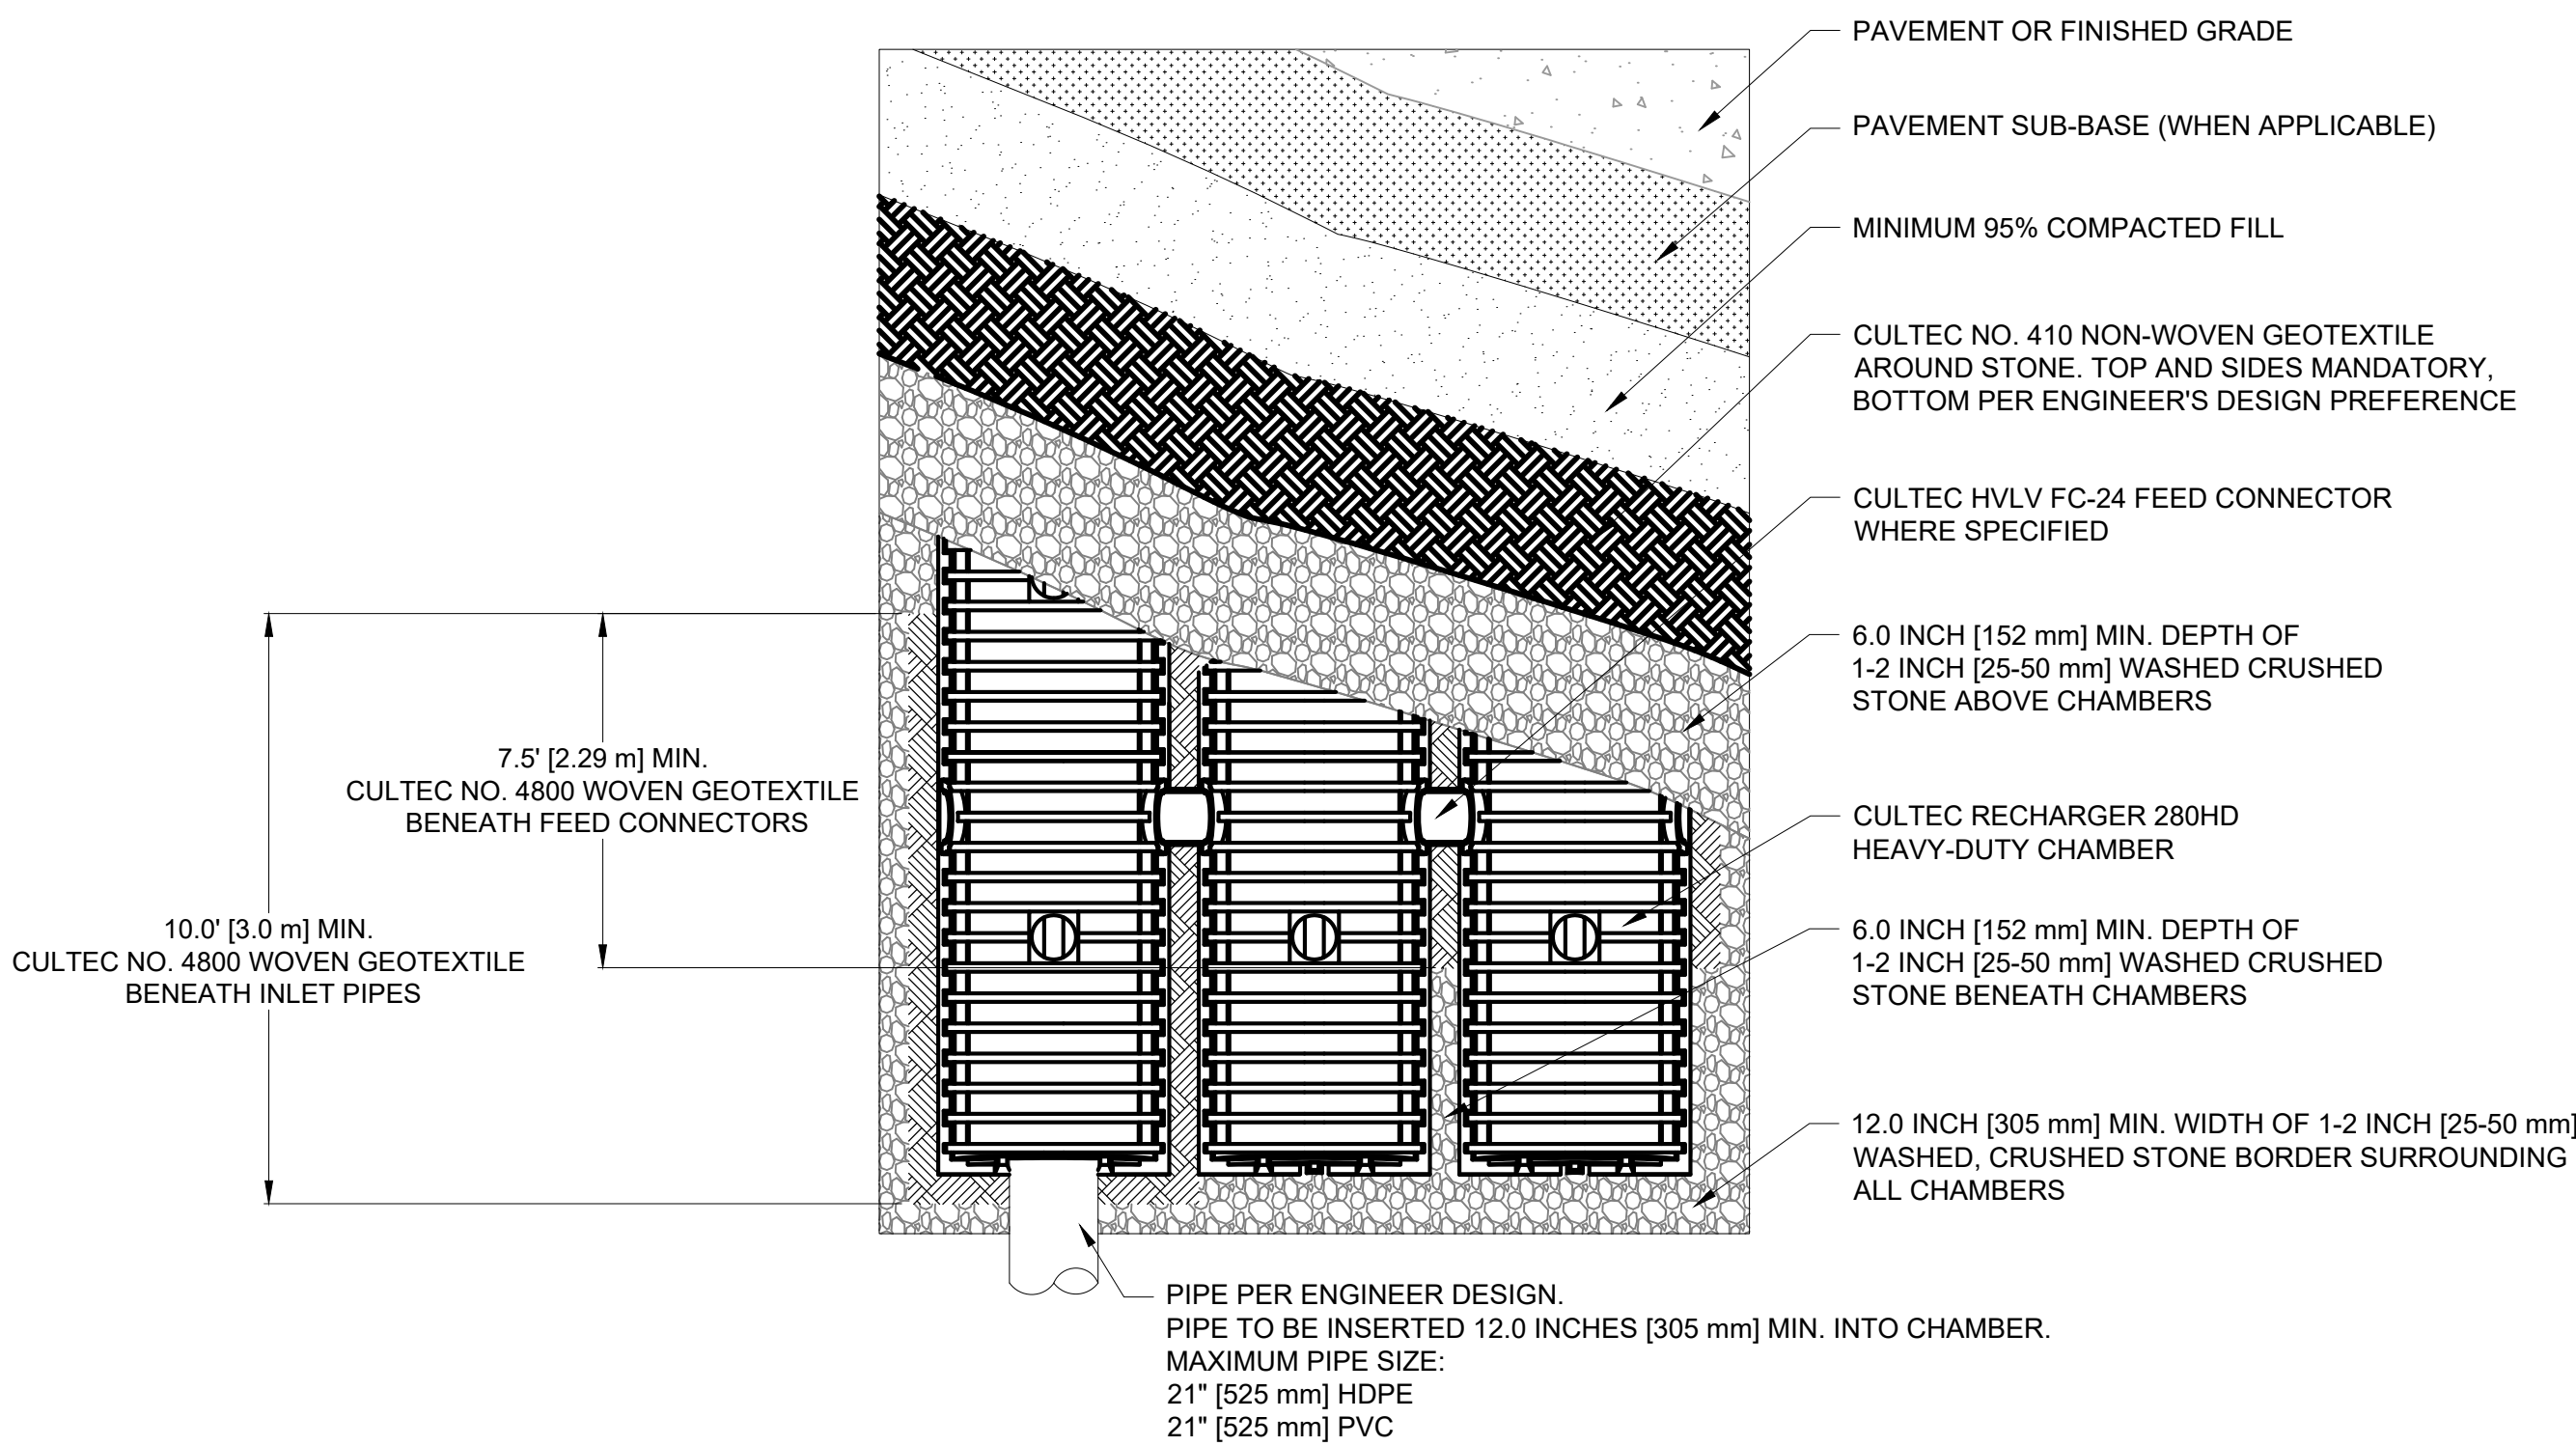 PAVEMENT OR FINISHED GRADE
PAVEMENT SUB-BASE (WHEN APPLICABLE)
MINIMUM 95% COMPACTED FILL
CULTEC NO. 410 NON-WOVEN GEOTEXTILE
AROUND STONE. TOP AND SIDES MANDATORY,
BOTTOM PER ENGINEER'S DESIGN PREFERENCE
CULTEC HVLV FC-24 FEED CONNECTOR
WHERE SPECIFIED
6.0 INCH [152 mm] MIN. DEPTH OF
1-2 INCH [25-50 mm] WASHED CRUSHED
STONE ABOVE CHAMBERS
7.5' [2.29 m] MIN.
CULTEC NO. 4800 WOVEN GEOTEXTILE
BENEATH FEED CONNECTORS
CULTEC RECHARGER 280HD
HEAVY-DUTY CHAMBER
10.0' [3.0 m] MIN.
CULTEC NO. 4800 WOVEN GEOTEXTILE
BENEATH INLET PIPES
6.0 INCH [152 mm] MIN. DEPTH OF
1-2 INCH [25-50 mm] WASHED CRUSHED
STONE BENEATH CHAMBERS
12.0 INCH [305 mm] MIN. WIDTH OF 1-2 INCH [25-50 mm]
WASHED, CRUSHED STONE BORDER SURROUNDING
ALL CHAMBERS
PIPE PER ENGINEER DESIGN.
PIPE TO BE INSERTED 12.0 INCHES [305 mm] MIN. INTO CHAMBER.
MAXIMUM PIPE SIZE:
21" [525 mm] HDPE
21" [525 mm] PVC